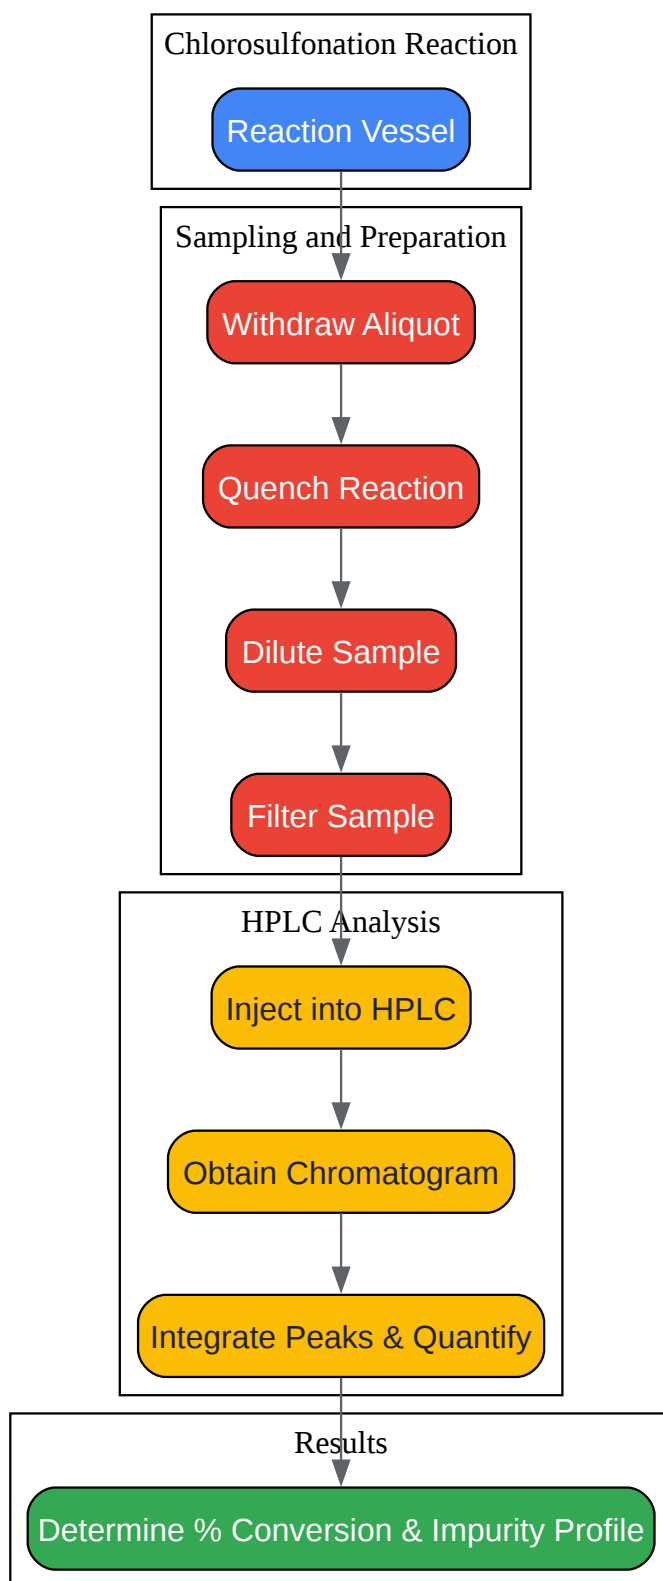 Chlorosulfonation Reaction
Reaction Vessel
Sampling and Preparation
Withdraw Aliquot
Quench Reaction
Dilute Sample
Filter Sample
HPLC Analysis
Inject into HPLC
Obtain Chromatogram
Integrate Peaks & Quantify
Results
Determine % Conversion & Impurity Profile